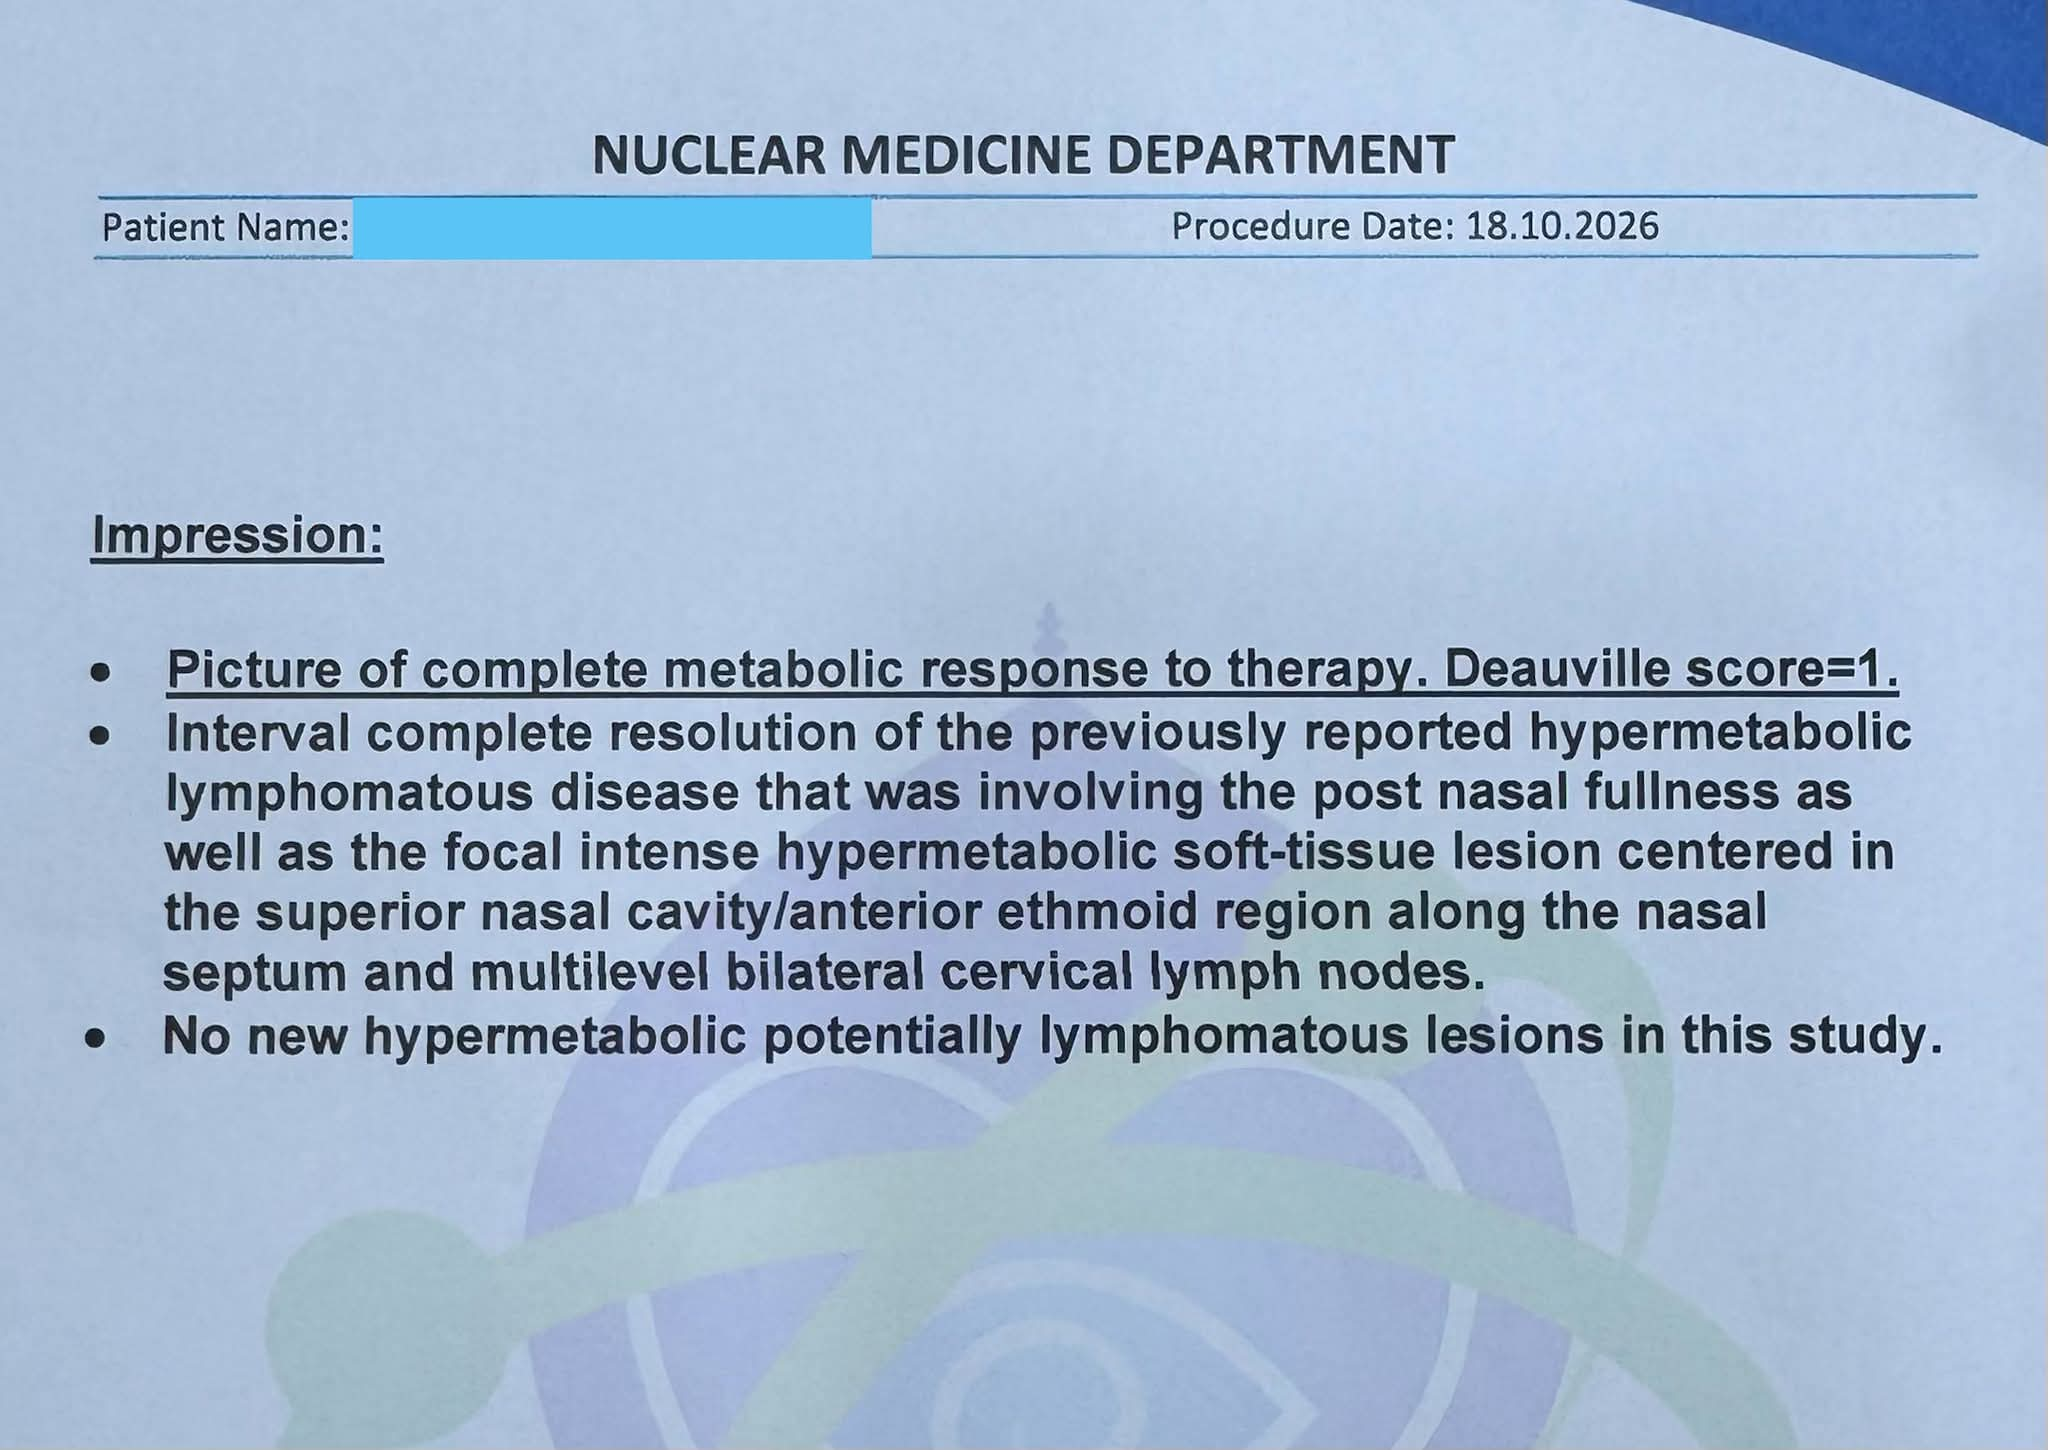 NUCLEAR MEDICINE DEPARTMENT
Patient Name: Procedure Date: 18.10.2026
Impression:
• Picture of complete metabolic response to therapy. Deauville score=1.
• Interval complete resolution of the previously reported hypermetabolic
lymphomatous disease that was involving the post nasal fullness as
well as the focal intense hypermetabolic soft-tissue lesion centered in
the superior nasal cavity/anterior ethmoid region along the nasal
septum and multilevel bilateral cervical lymph nodes.
• No new hypermetabolic potentially lymphomatous lesions in this study.